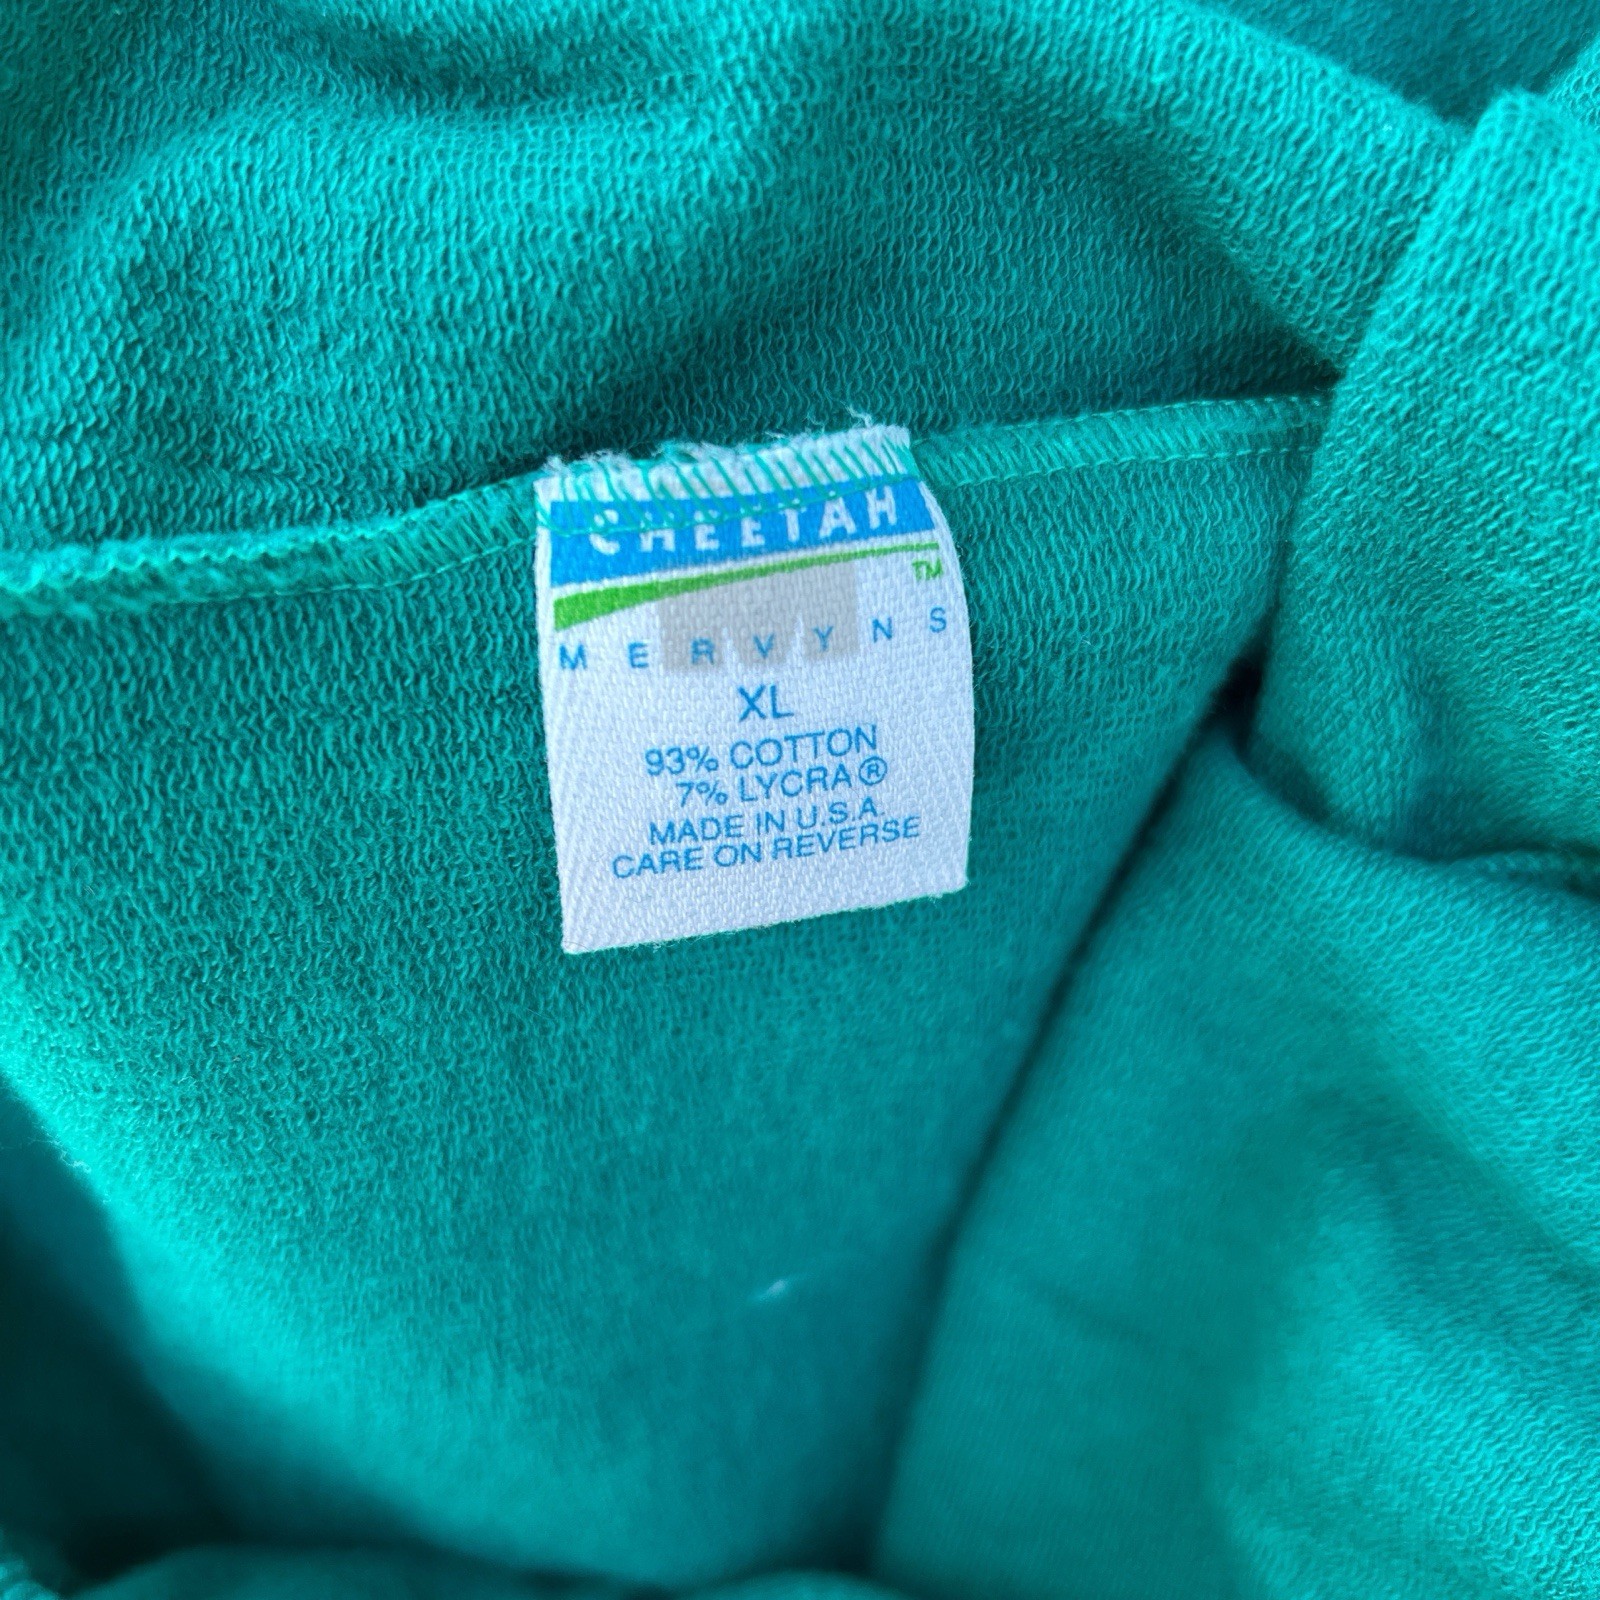 CHEETAH
TM
MERVYNS
XL
93% COTTON
7% LYCRA®
MADE IN U.S.A.
CARE ON REVERSE